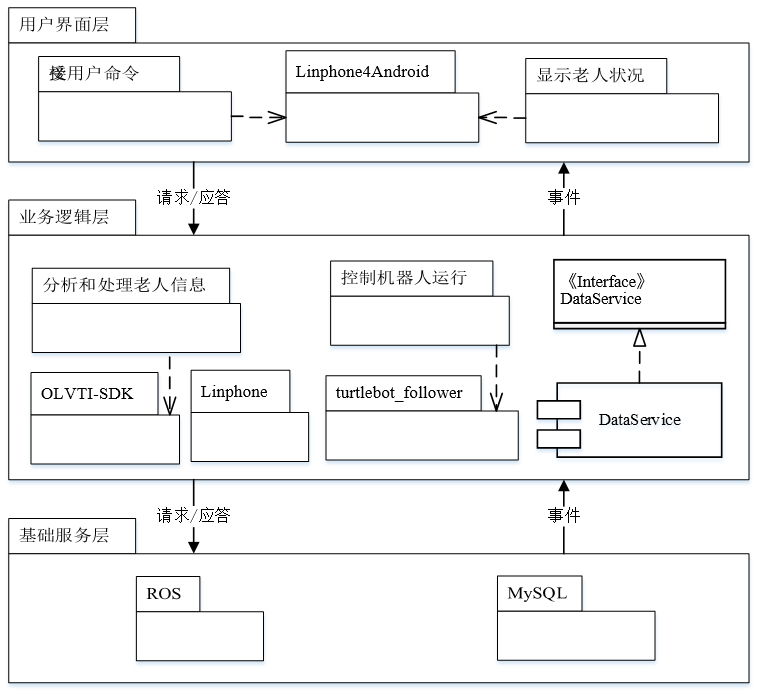 用户界面层
用户命令
Linphone4Android
显示老人状况
请求/应答
事件
业务逻辑层
分析和处理老人信息
控制机器人运行
《Interface》
DataService
OLVTI-SDK
Linphone
turtlebot_follower
DataService
请求/应答
事件
基础服务层
ROS
MySQL